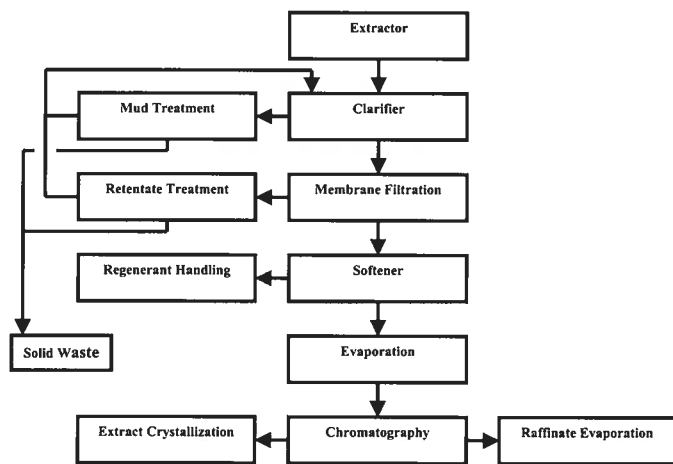 Extractor
Mud Treatment
Clarifier
Retentate Treatment
Membrane Filtration
Regenerant Handling
Softener
Solid Waste
Evaporation
Extract Crystallization
Chromatography
Raffinate Evaporation